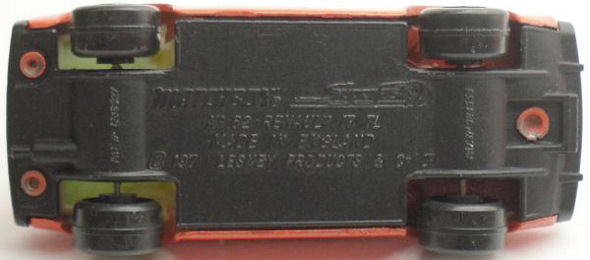 MATCHBOX
Nº 62 RENAULT 17 TL
MADE IN ENGLAND
© 197 LESNEY PRODUCTS & Cº LTD